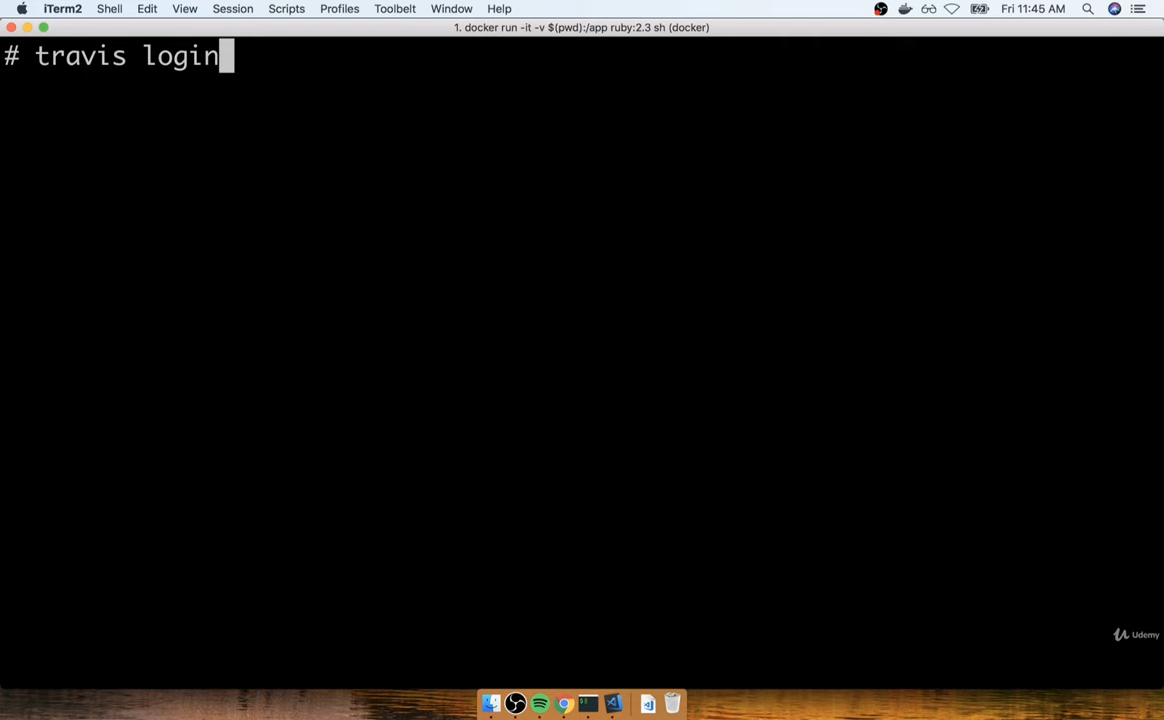 iTerm2 Shell Edit View Session Scripts Profiles Toolbelt Window Help Fri 11:45 AM
1. docker run -it -v $(pwd):/app ruby:2.3 sh (docker)
# travis login
Udemy